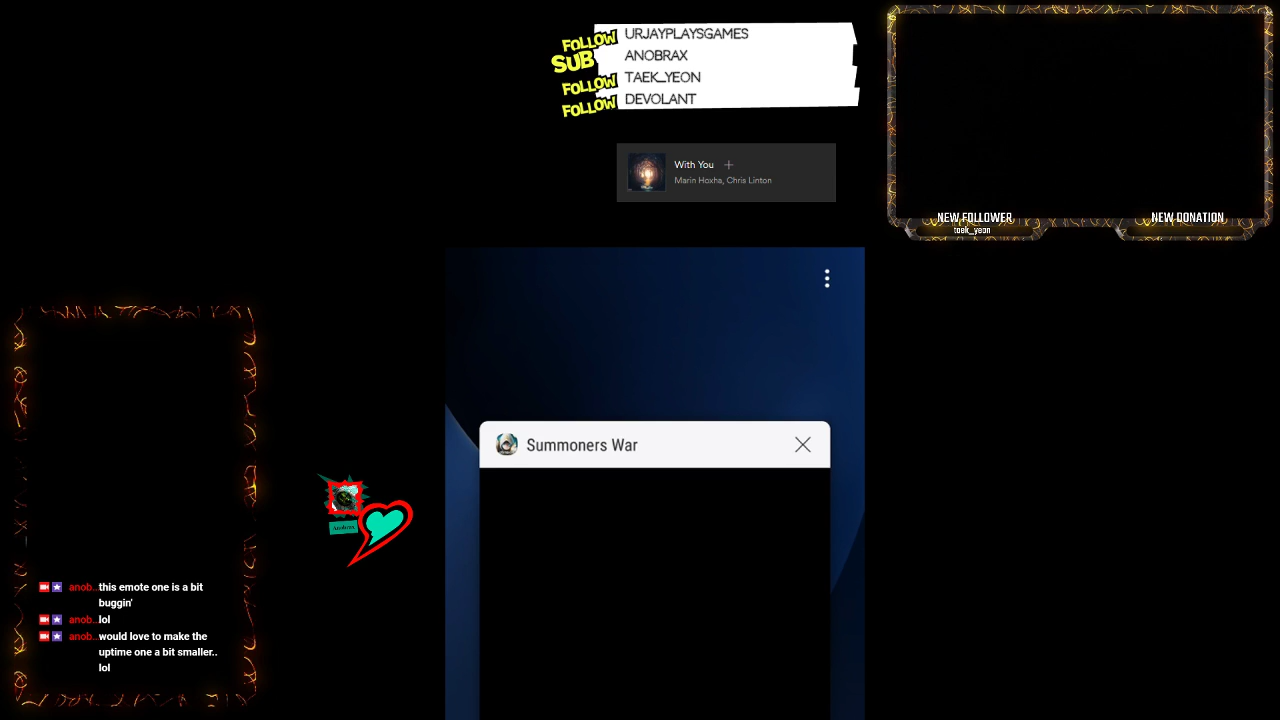 FOLLOW URJAYPLAYSGAMES
SUB ANOBRAX
FOLLOW TAEK_YEON
FOLLOW DEVOLANT
With You
Marin Hoxha, Chris Linton
NEW FOLLOWER
taek_yeon
NEW DONATION
Summoners War
Anobrax
anob.. this emote one is a bit
buggin'
anob.. lol
anob.. would love to make the
uptime one a bit smaller..
lol